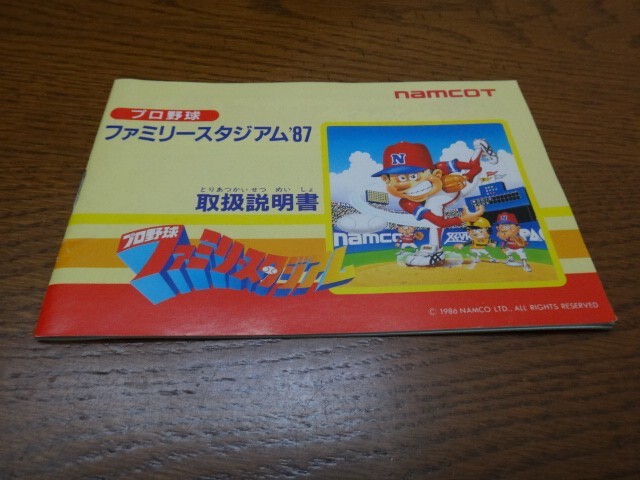 namcot
プロ野球
ファミリースタジアム'87
とりあつかいせつめいしょ
取扱説明書
プロ野球
ファミリースタジアム
N
namco
PAC
© 1986 NAMCO LTD., ALL RIGHTS RESERVED